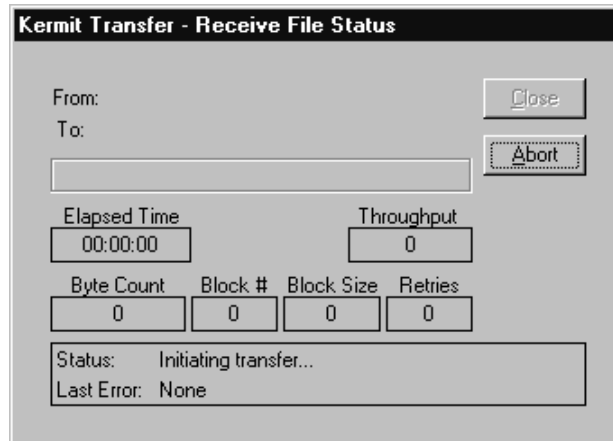 Kermit Transfer - Receive File Status
From:
Close
To:
Abort
Elapsed Time Throughput
00:00:00 0
Byte Count Block # Block Size Retries
0 0 0 0
Status: Initiating transfer...
Last Error: None